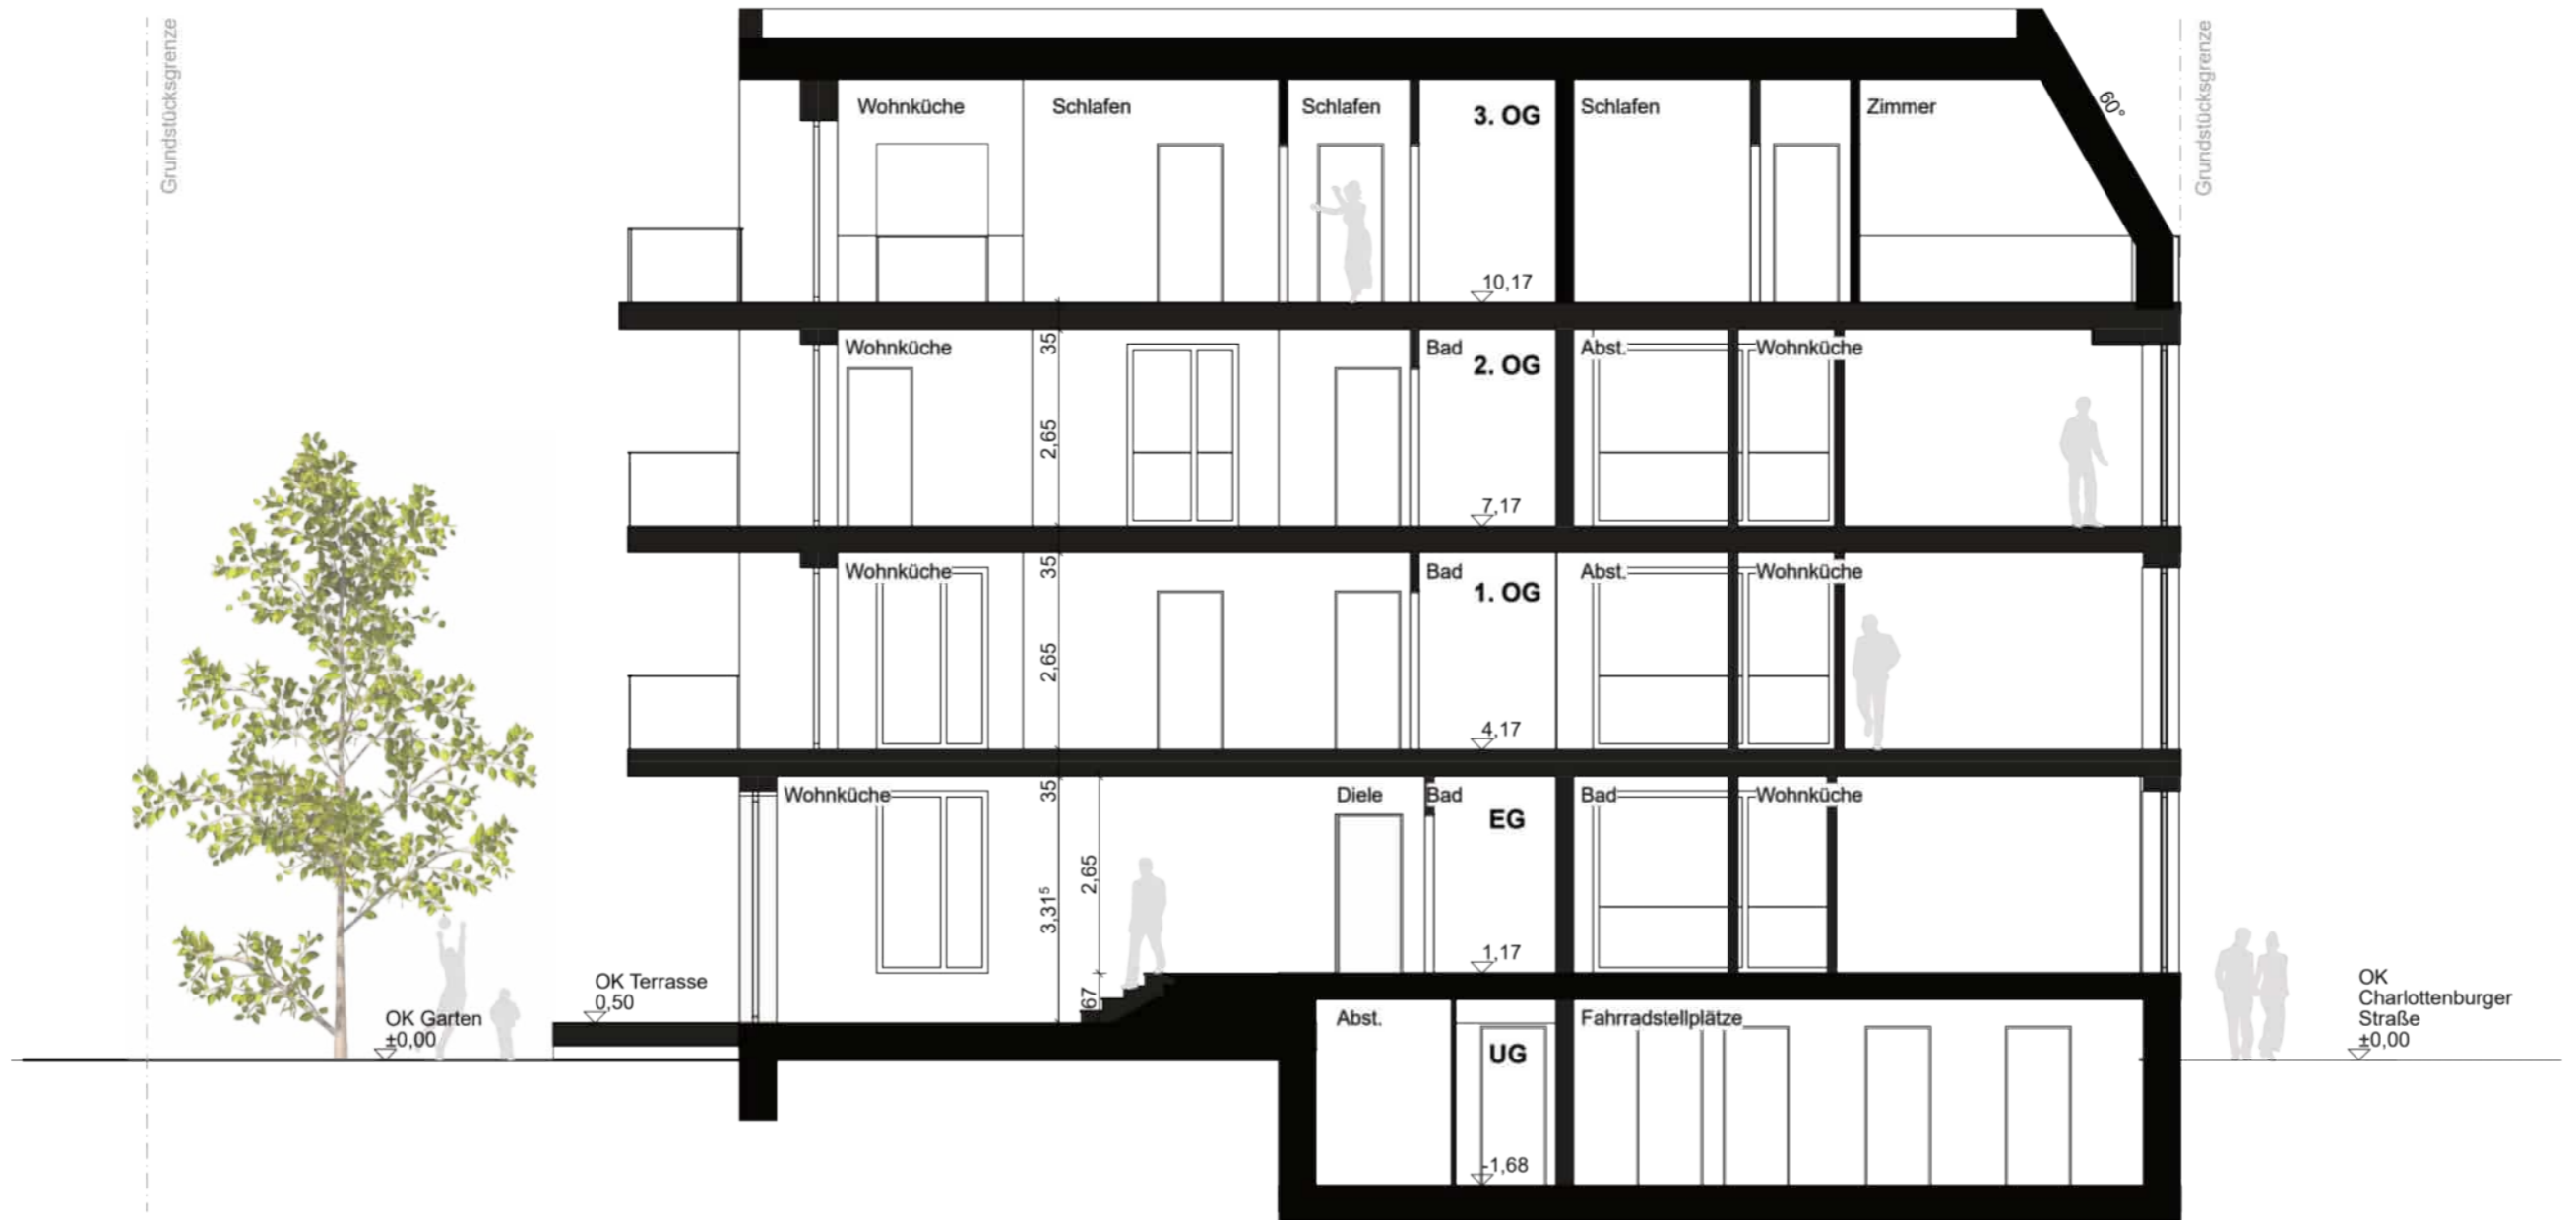 Grundstücksgrenze
Grundstücksgrenze
60°
Wohnküche
Schlafen
Schlafen
3. OG
Schlafen
Zimmer
10,17
35
Wohnküche
Bad
2. OG
Abst.
Wohnküche
2,65
7,17
35
Wohnküche
Bad
1. OG
Abst.
Wohnküche
2,65
4,17
35
Wohnküche
Diele
Bad
EG
Bad
Wohnküche
2,65
3,31⁵
1,17
67
OK Terrasse
0,50
OK Garten
±0,00
OK
Charlottenburger
Straße
±0,00
Abst.
UG
Fahrradstellplätze
-1,68